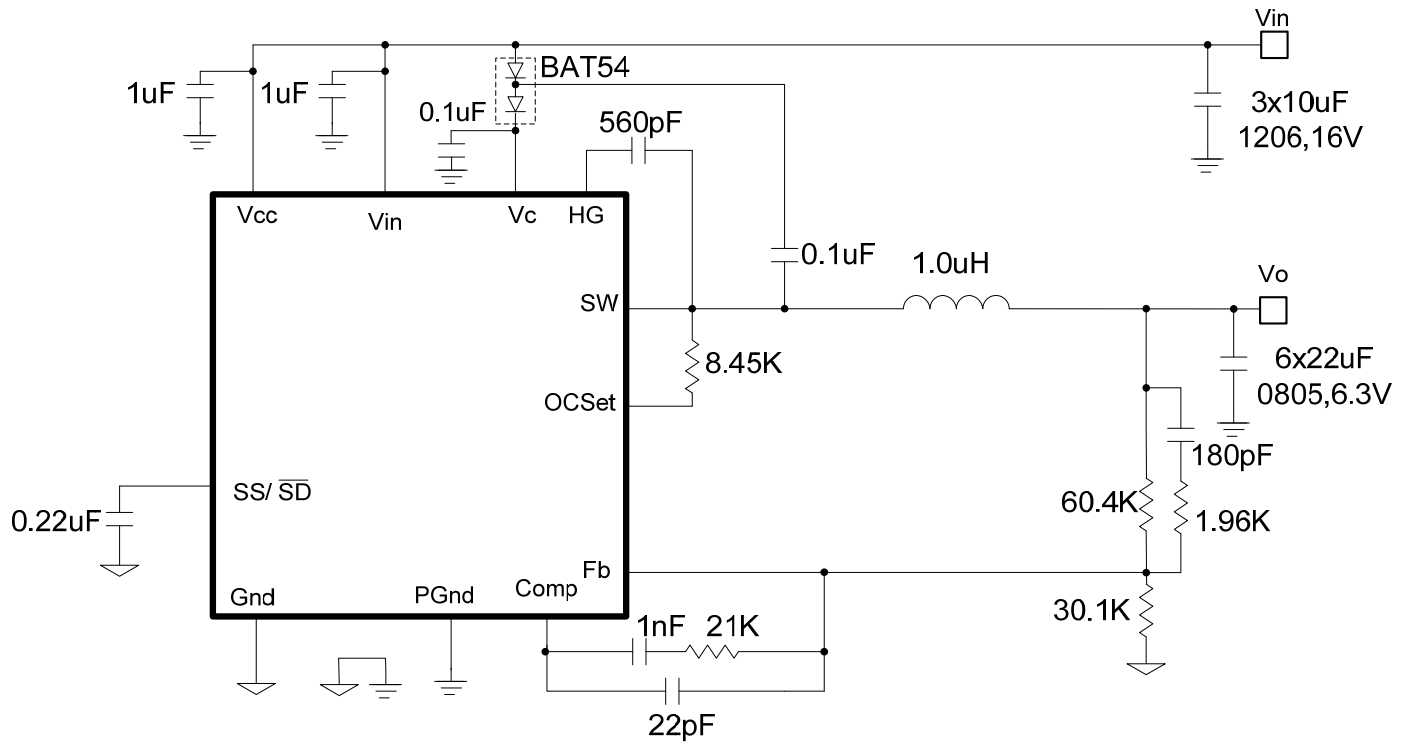 Vin
BAT54
1uF
1uF
0.1uF
560pF
3x10uF
1206,16V
Vcc
Vin
Vc
HG
0.1uF
1.0uH
Vo
SW
8.45K
6x22uF
0805,6.3V
OCSet
180pF
SS/ SD
60.4K
1.96K
0.22uF
Fb
Comp
Gnd
PGnd
30.1K
1nF
21K
22pF